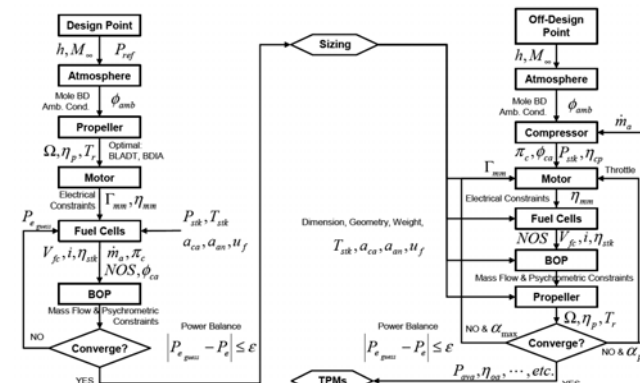 Design Point
h, M∞ P_ref
Atmosphere
Mole BD
Amb. Cond.
ϕ_amb
Propeller
Optimal:
BLADT, BDIA
Ω, η_p, T_r
Motor
Electrical
Constraints
Γ_mm, η_mm
P_e_guess
Fuel Cells
P_stk, T_stk
a_ca, a_an, u_f
V_fc, i, η_stk
ṁ_a, π_c
NOS, ϕ_ca
BOP
Mass Flow & Psychrometric
Constraints
NO
Converge?
YES
Power Balance
|P_e_guess − P_e| ≤ ε
Sizing
Dimension, Geometry, Weight,
T_stk, a_ca, a_an, u_f
Off-Design
Point
h, M∞
Atmosphere
Mole BD
Amb. Cond.
ϕ_amb
Compressor
ṁ_a
π_c, ϕ_ca
P_stk, η_cp
Γ_mm
Motor
Throttle
Electrical Constraints
η_mm
Fuel Cells
NOS
V_fc, i, η_stk
BOP
Mass Flow & Psychrometric Constraints
Propeller
Ω, η_p, T_r
NO & α_max
Converge?
NO & α
Power Balance
|P_e_guess − P_e| ≤ ε
P_ava, η_oa, ⋯, etc.
YES
TPMs